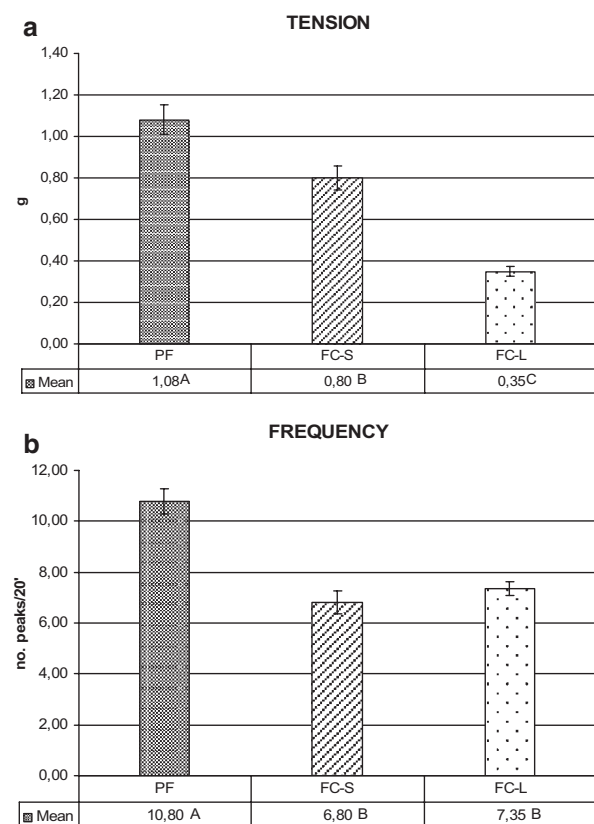 a
TENSION
1,40
1,20
1,00
0,80
0,60
0,40
0,20
0,00
g
PF FC-S FC-L
Mean 1,08A 0,80 B 0,35C
b
FREQUENCY
12,00
10,00
8,00
6,00
4,00
2,00
0,00
no. peaks/20'
PF FC-S FC-L
Mean 10,80 A 6,80 B 7,35 B